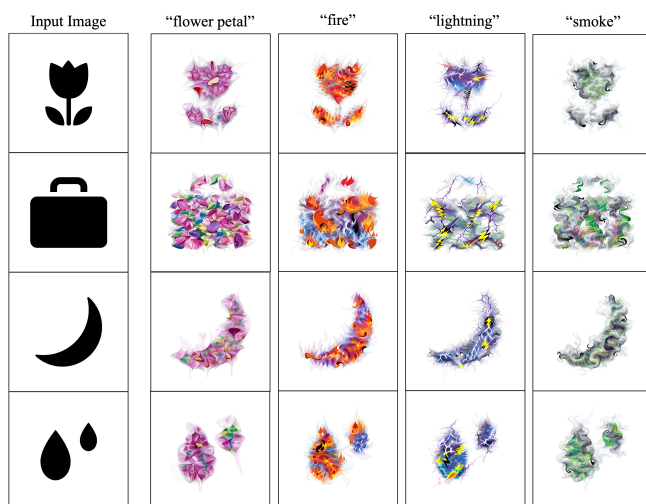 Input Image “flower petal” “fire” “lightning” “smoke”